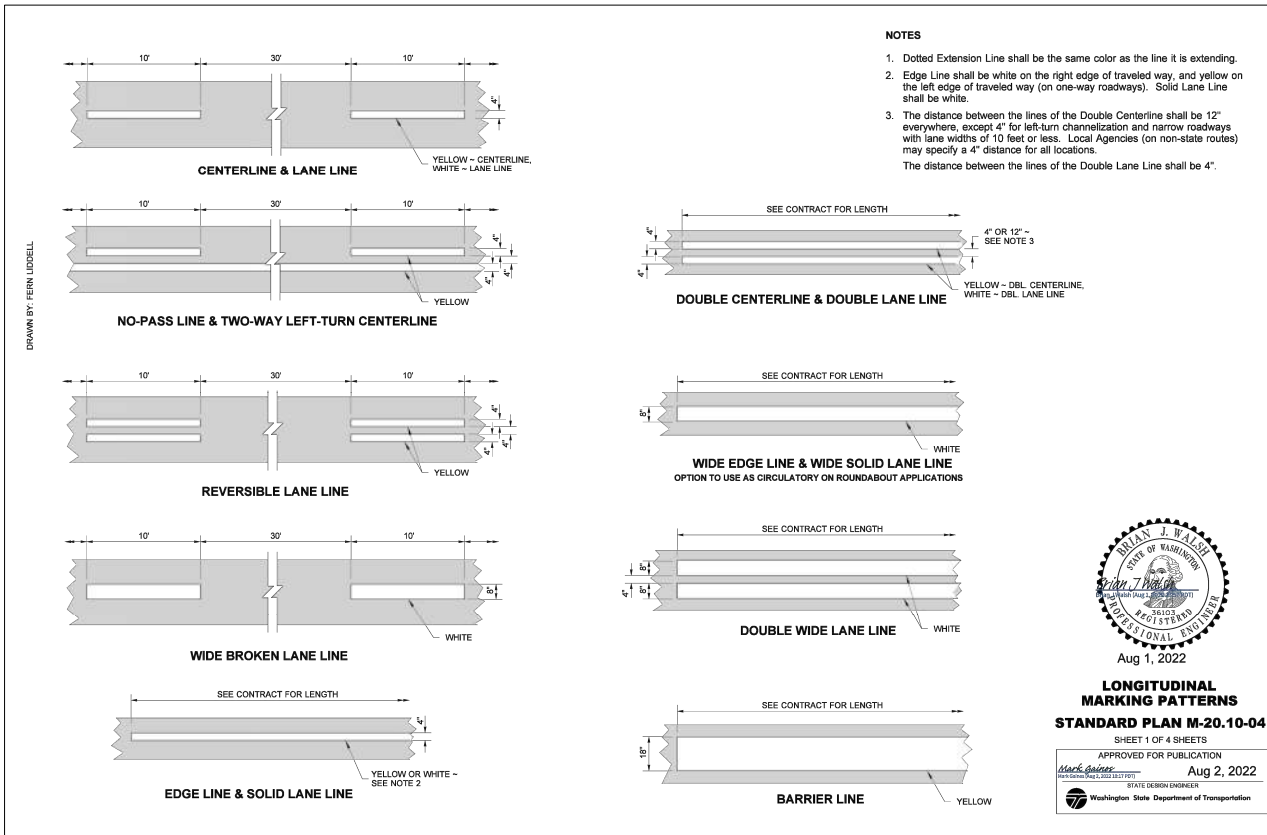 10'
30'
10'
4"
YELLOW ~ CENTERLINE,
WHITE ~ LANE LINE
CENTERLINE & LANE LINE
10'
30'
10'
4"
4"
4"
YELLOW
NO-PASS LINE & TWO-WAY LEFT-TURN CENTERLINE
DRAWN BY: FERN LIDDELL
10'
30'
10'
4"
4"
4"
YELLOW
REVERSIBLE LANE LINE
10'
30'
10'
8"
WHITE
WIDE BROKEN LANE LINE
SEE CONTRACT FOR LENGTH
4"
YELLOW OR WHITE ~
SEE NOTE 2
EDGE LINE & SOLID LANE LINE
NOTES
1. Dotted Extension Line shall be the same color as the line it is extending.
2. Edge Line shall be white on the right edge of traveled way, and yellow on
the left edge of traveled way (on one-way roadways). Solid Lane Line
shall be white.
3. The distance between the lines of the Double Centerline shall be 12"
everywhere, except 4" for left-turn channelization and narrow roadways
with lane widths of 10 feet or less. Local Agencies (on non-state routes)
may specify a 4" distance for all locations.
The distance between the lines of the Double Lane Line shall be 4".
SEE CONTRACT FOR LENGTH
4"
4"
4" OR 12" ~
SEE NOTE 3
YELLOW ~ DBL. CENTERLINE,
WHITE ~ DBL. LANE LINE
DOUBLE CENTERLINE & DOUBLE LANE LINE
SEE CONTRACT FOR LENGTH
8"
WHITE
WIDE EDGE LINE & WIDE SOLID LANE LINE
OPTION TO USE AS CIRCULATORY ON ROUNDABOUT APPLICATIONS
SEE CONTRACT FOR LENGTH
8"
4"
8"
WHITE
DOUBLE WIDE LANE LINE
SEE CONTRACT FOR LENGTH
18"
YELLOW
BARRIER LINE
BRIAN J. WALSH
STATE OF WASHINGTON
Brian J Walsh
36103
REGISTERED
PROFESSIONAL ENGINEER
Aug 1, 2022
LONGITUDINAL
MARKING PATTERNS
STANDARD PLAN M-20.10-04
SHEET 1 OF 4 SHEETS
APPROVED FOR PUBLICATION
Mark Gaines
Mark Gaines (Aug 2, 2022 10:17 PDT)
Aug 2, 2022
STATE DESIGN ENGINEER
Washington State Department of Transportation